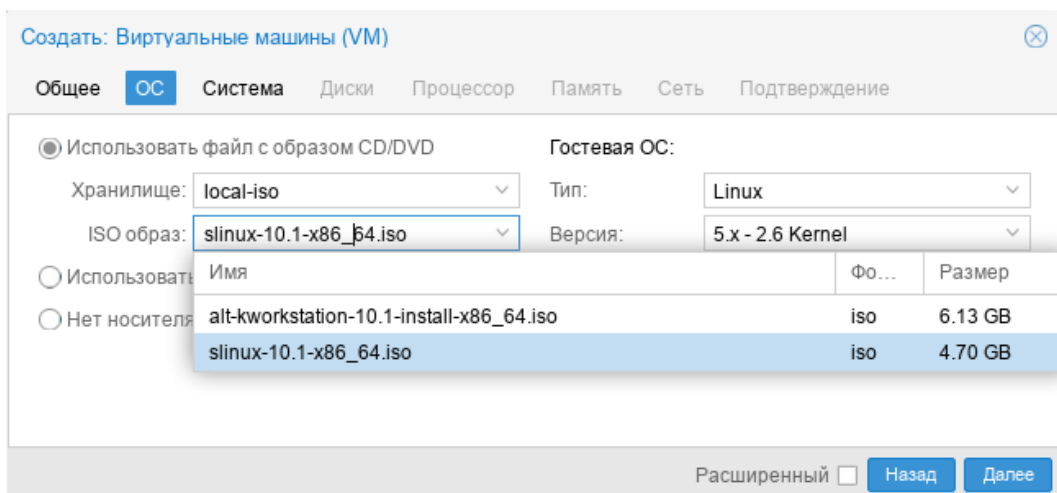 Создать: Виртуальные машины (VM)
Общее ОС Система Диски Процессор Память Сеть Подтверждение
Использовать файл с образом CD/DVD Гостевая ОС:
Хранилище: local-iso Тип: Linux
ISO образ: slinux-10.1-x86_64.iso Версия: 5.x - 2.6 Kernel
Использовать Имя Фо... Размер
Нет носителя alt-kworkstation-10.1-install-x86_64.iso iso 6.13 GB
slinux-10.1-x86_64.iso iso 4.70 GB
Расширенный Назад Далее